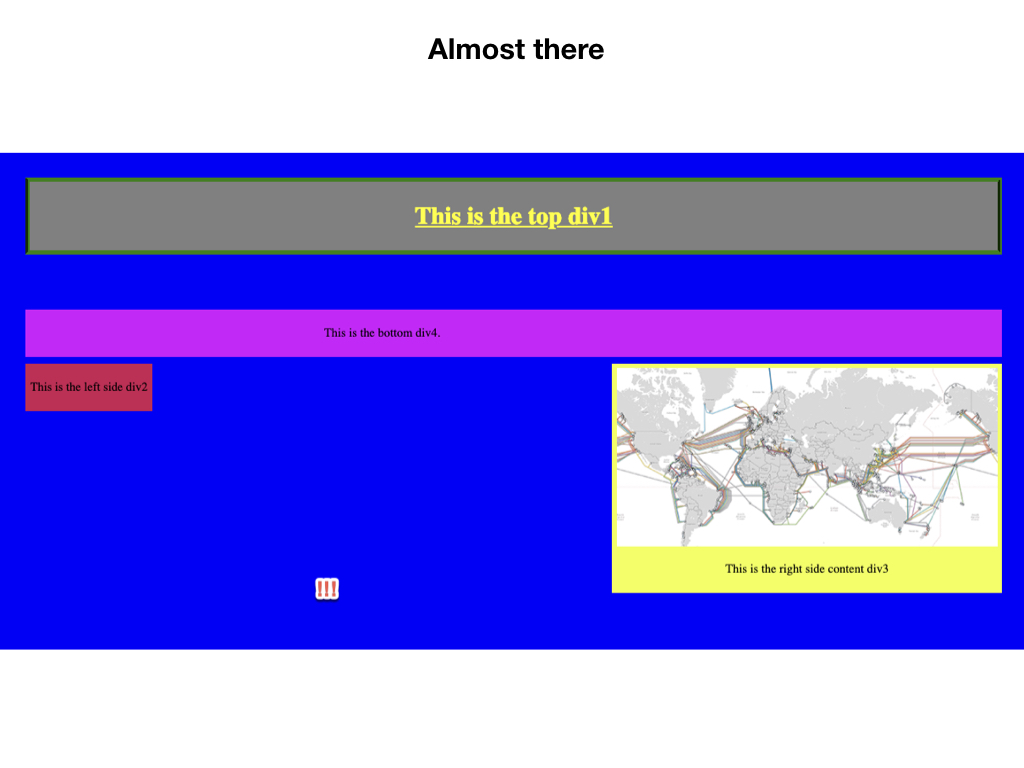 Almost there
This is the top div1
This is the bottom div4.
This is the left side div2
This is the right side content div3
!!!